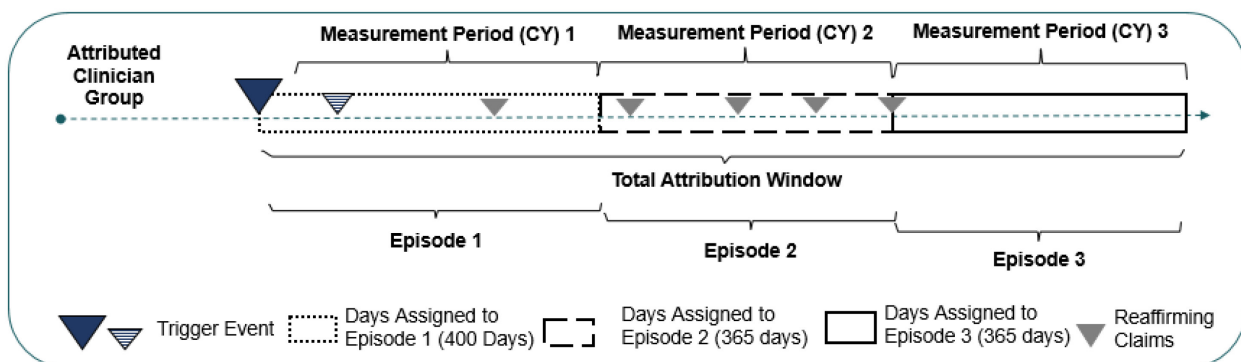 Measurement Period (CY) 1
Measurement Period (CY) 2
Measurement Period (CY) 3
Attributed
Clinician
Group
Total Attribution Window
Episode 1
Episode 2
Episode 3
Trigger Event
Days Assigned to
Episode 1 (400 Days)
Days Assigned to
Episode 2 (365 days)
Days Assigned to
Episode 3 (365 days)
Reaffirming
Claims